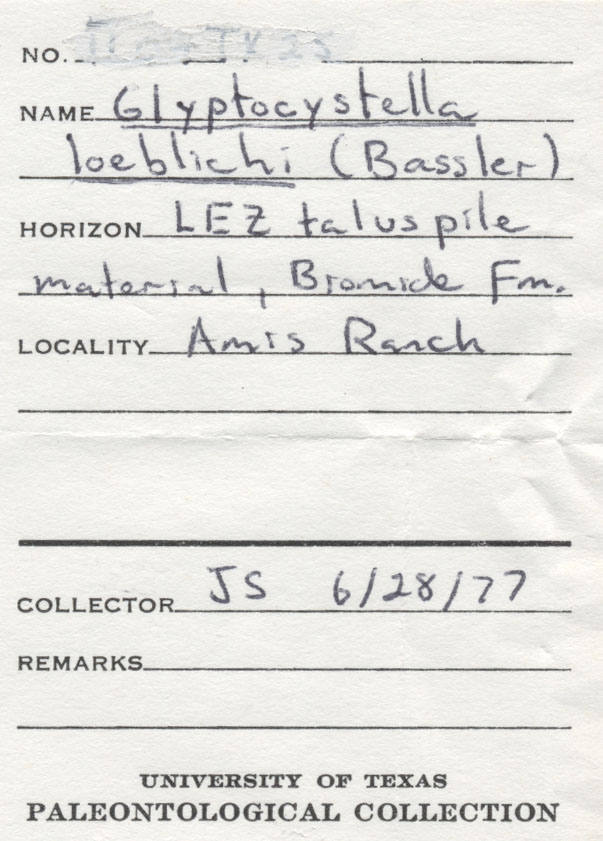 NO.
NAME Glyptocystella
loeblichi (Bassler)
HORIZON LEZ talus pile
material, Bromide Fm.
LOCALITY Amis Ranch
COLLECTOR JS 6/28/77
REMARKS
UNIVERSITY OF TEXAS
PALEONTOLOGICAL COLLECTION